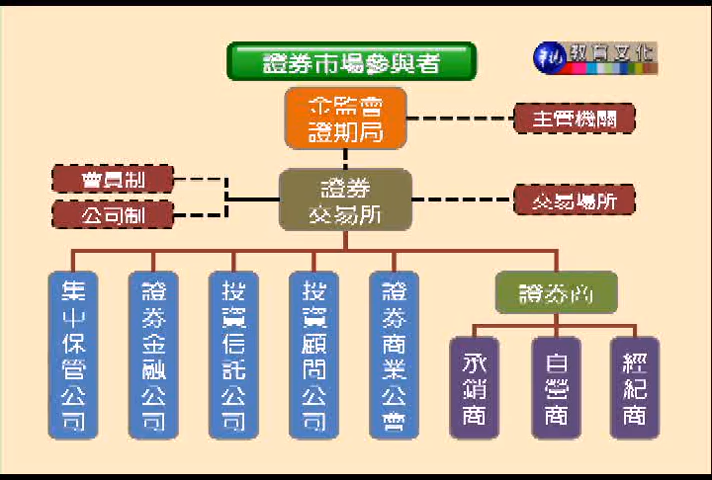 證券市場參與者
教育文化
金監會
證期局
主管機關
會員制
公司制
證券
交易所
交易場所
集中保管公司
證券金融公司
投資信託公司
投資顧問公司
證券商業公會
證券商
承銷商
自營商
經紀商